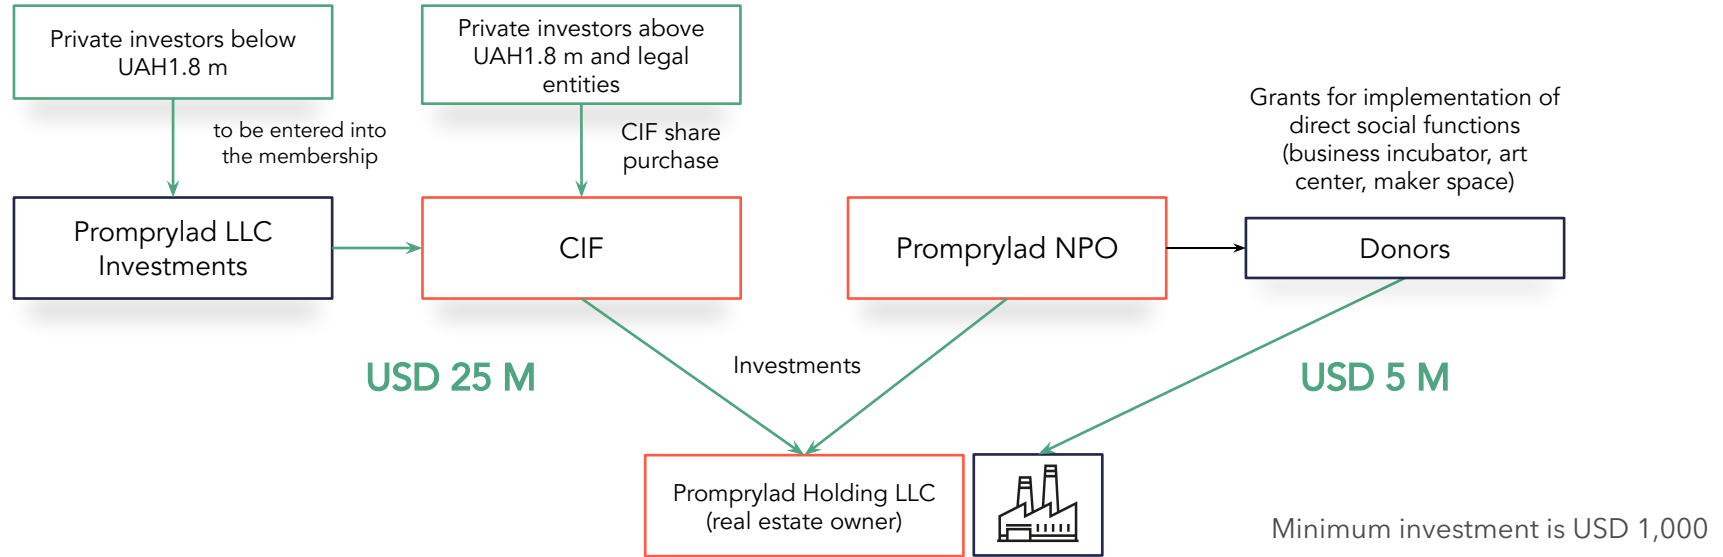 Private investors below
UAH1.8 m
Private investors above
UAH1.8 m and legal
entities
Grants for implementation of
direct social functions
(business incubator, art
center, maker space)
to be entered into
the membership
CIF share
purchase
Promprylad LLC
Investments
CIF
Promprylad NPO
Donors
USD 25 M
Investments
USD 5 M
Promprylad Holding LLC
(real estate owner)
Minimum investment is USD 1,000